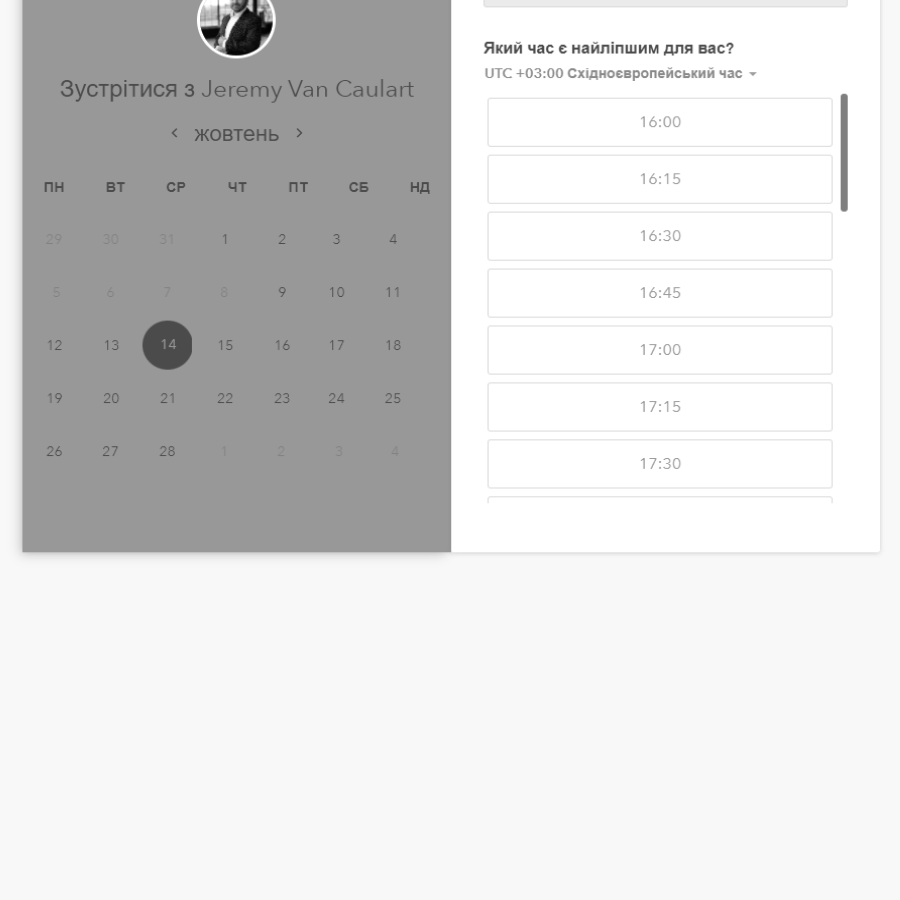 Зустрітися з Jeremy Van Caulart
жовтень
ПН ВТ СР ЧТ ПТ СБ НД
29 30 31 1 2 3 4
5 6 7 8 9 10 11
12 13 14 15 16 17 18
19 20 21 22 23 24 25
26 27 28 1 2 3 4
Який час є найліпшим для вас?
UTC +03:00 Східноєвропейський час
16:00
16:15
16:30
16:45
17:00
17:15
17:30